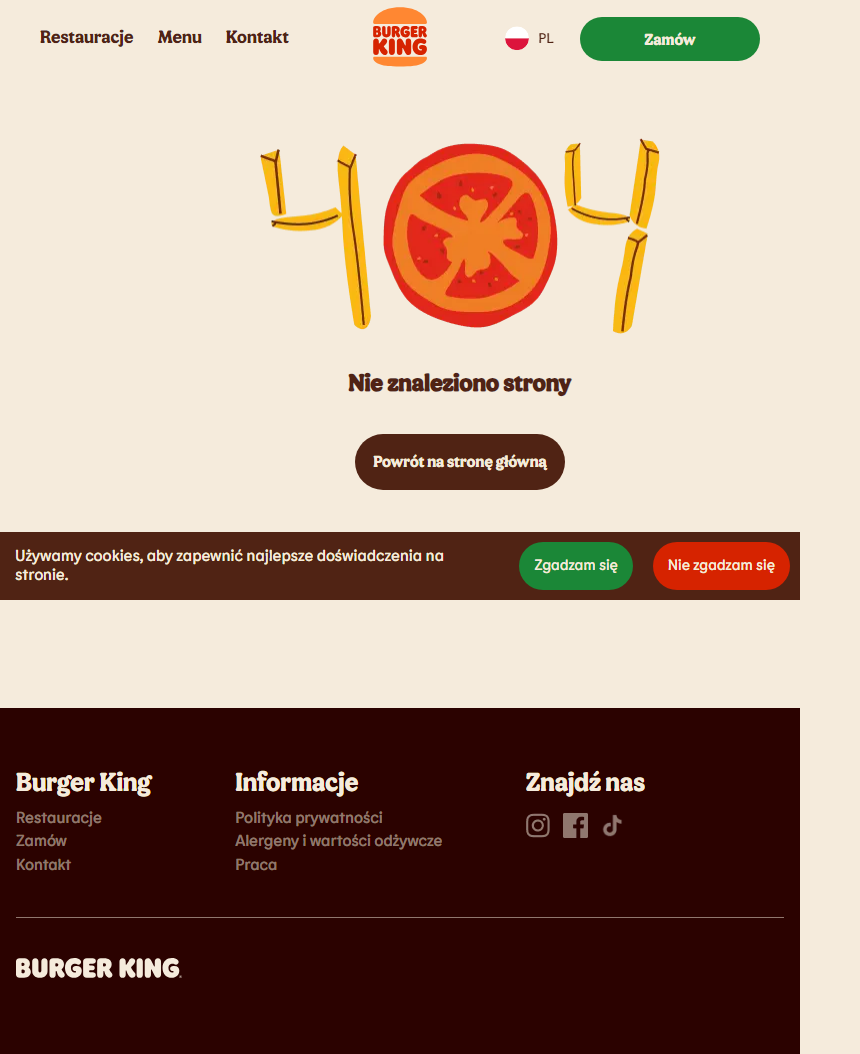 Restauracje Menu Kontakt
BURGER
KING
PL
Zamów
404
Nie znaleziono strony
Powrót na stronę główną
Używamy cookies, aby zapewnić najlepsze doświadczenia na
stronie.
Zgadzam się
Nie zgadzam się
Burger King
Restauracje
Zamów
Kontakt
Informacje
Polityka prywatności
Alergeny i wartości odżywcze
Praca
Znajdź nas
BURGER KING